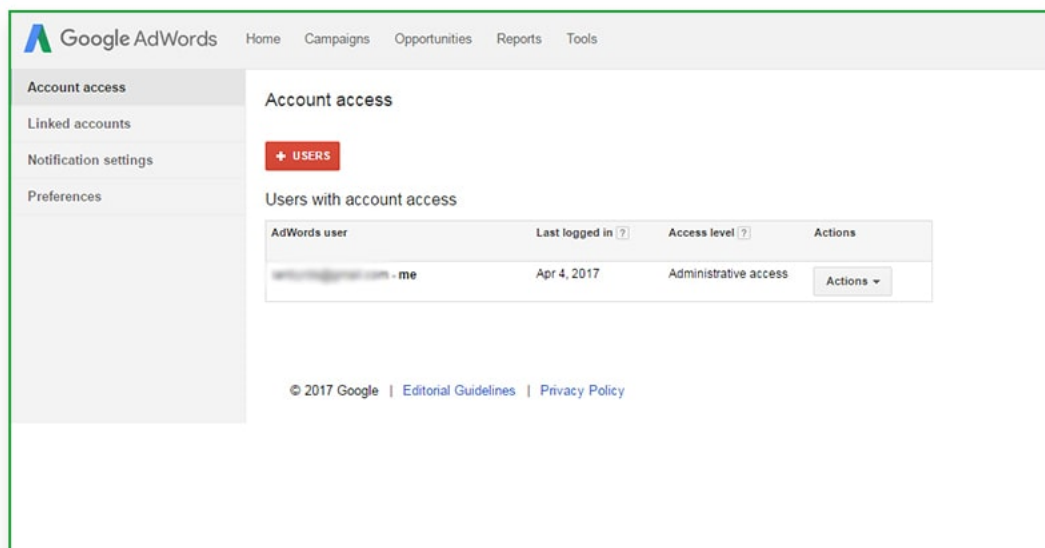 Google AdWords Home Campaigns Opportunities Reports Tools
Account access
Linked accounts
Notification settings
Preferences
Account access
+ USERS
Users with account access
AdWords user Last logged in ? Access level ? Actions
- me Apr 4, 2017 Administrative access Actions
© 2017 Google | Editorial Guidelines | Privacy Policy